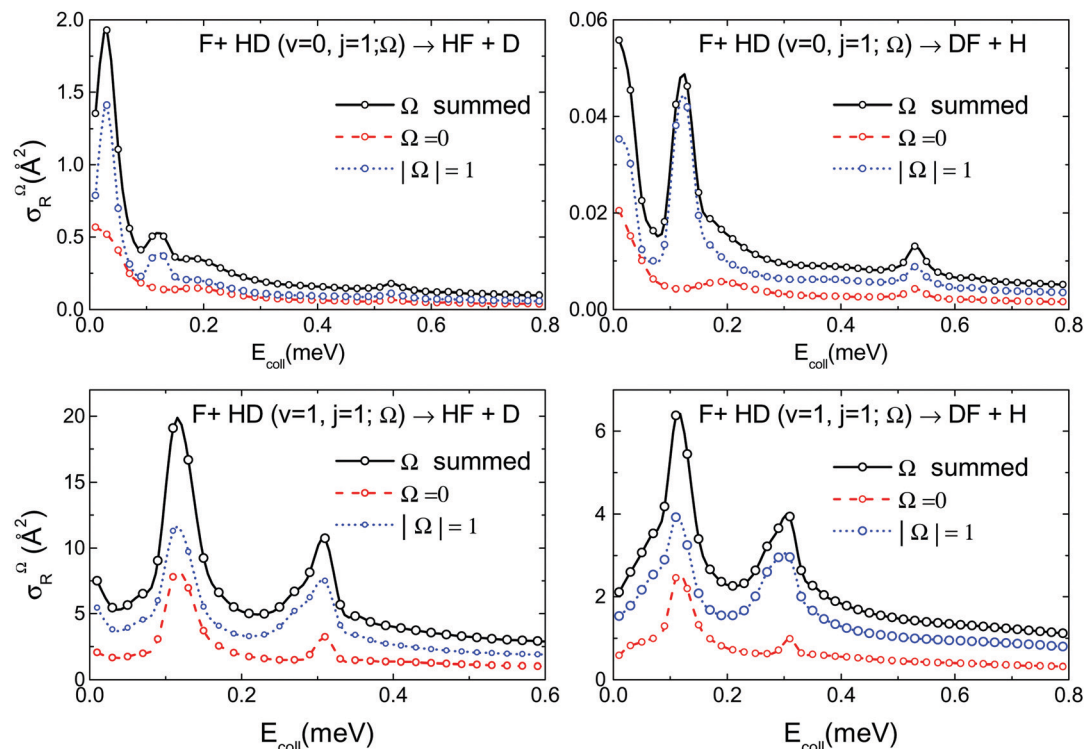 F+ HD (v=0, j=1;Ω) → HF + D
Ω summed
Ω =0
| Ω | = 1
σ_R^Ω (Å²)
2.0
1.5
1.0
0.5
0.0
0.0 0.2 0.4 0.6 0.8
E_coll(meV)
F+ HD (v=0, j=1; Ω) → DF + H
Ω summed
Ω =0
| Ω | = 1
0.06
0.04
0.02
0.00
0.0 0.2 0.4 0.6 0.8
E_coll(meV)
F+ HD (v=1, j=1; Ω) → HF + D
Ω summed
Ω =0
| Ω | = 1
σ_R^Ω (Å²)
20
15
10
5
0
0.0 0.2 0.4 0.6
E_coll(meV)
F+ HD (v=1, j=1; Ω) → DF + H
Ω summed
Ω =0
| Ω | = 1
6
4
2
0
0.0 0.2 0.4 0.6 0.8
E_coll(meV)